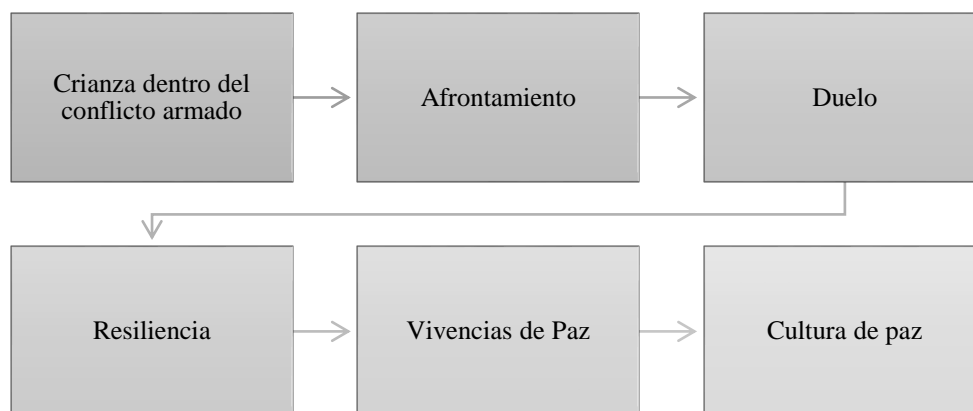 Crianza dentro del
conflicto armado
Afrontamiento
Duelo
Resiliencia
Vivencias de Paz
Cultura de paz